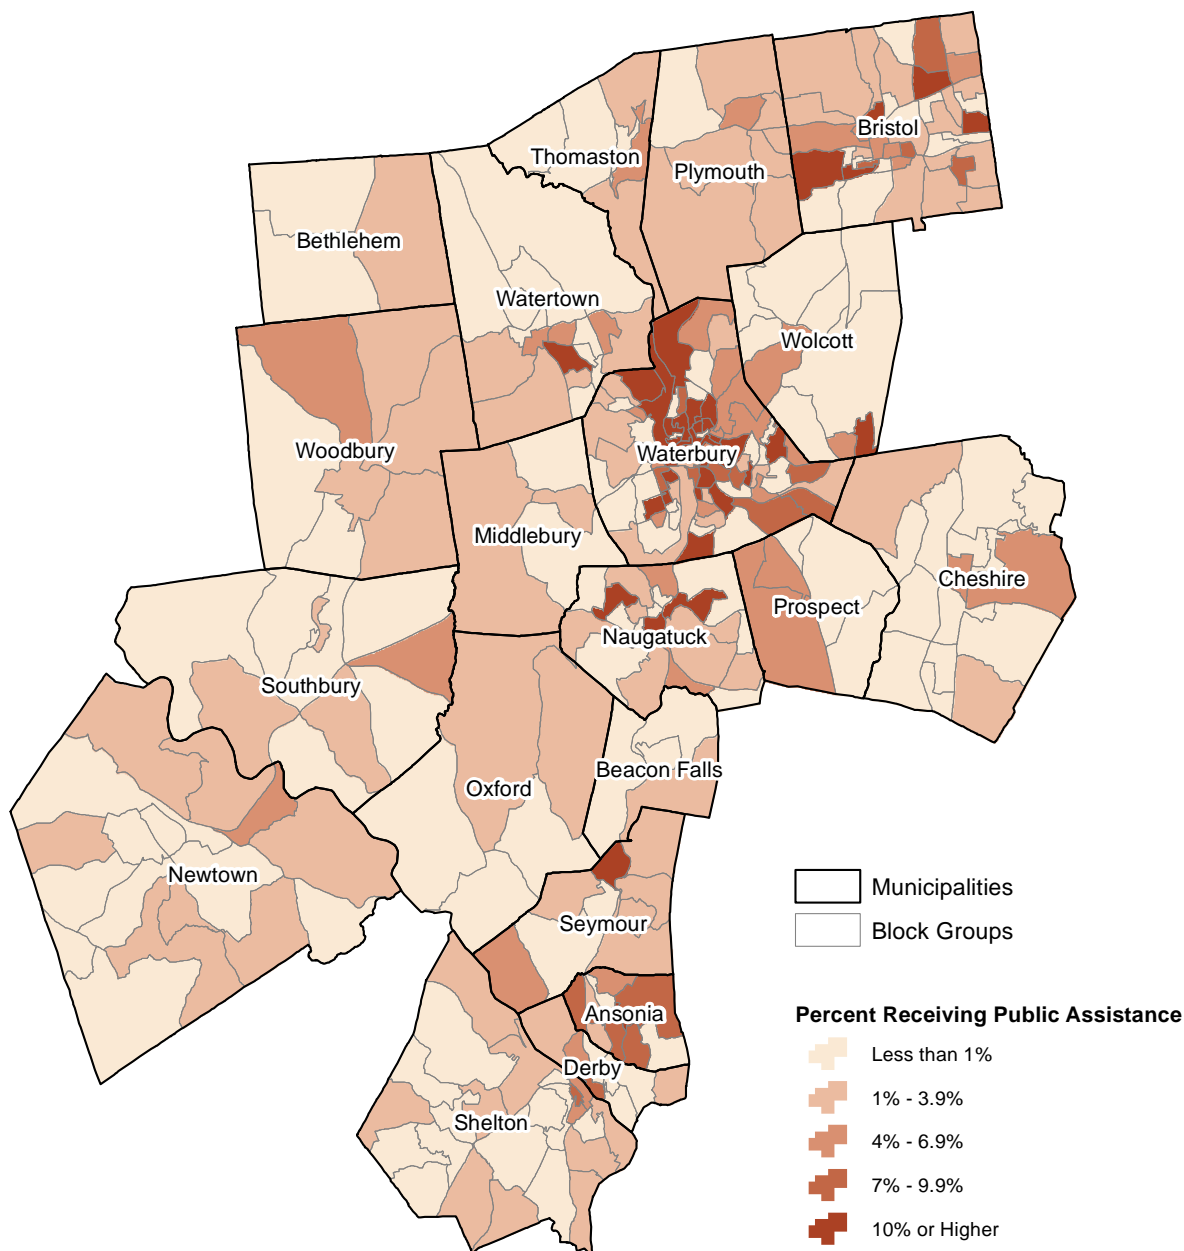 Bristol
Thomaston
Plymouth
Bethlehem
Watertown
Wolcott
Woodbury
Waterbury
Middlebury
Cheshire
Prospect
Naugatuck
Southbury
Beacon Falls
Oxford
Newtown
Seymour
Ansonia
Derby
Shelton
Municipalities
Block Groups
Percent Receiving Public Assistance
Less than 1%
1% - 3.9%
4% - 6.9%
7% - 9.9%
10% or Higher